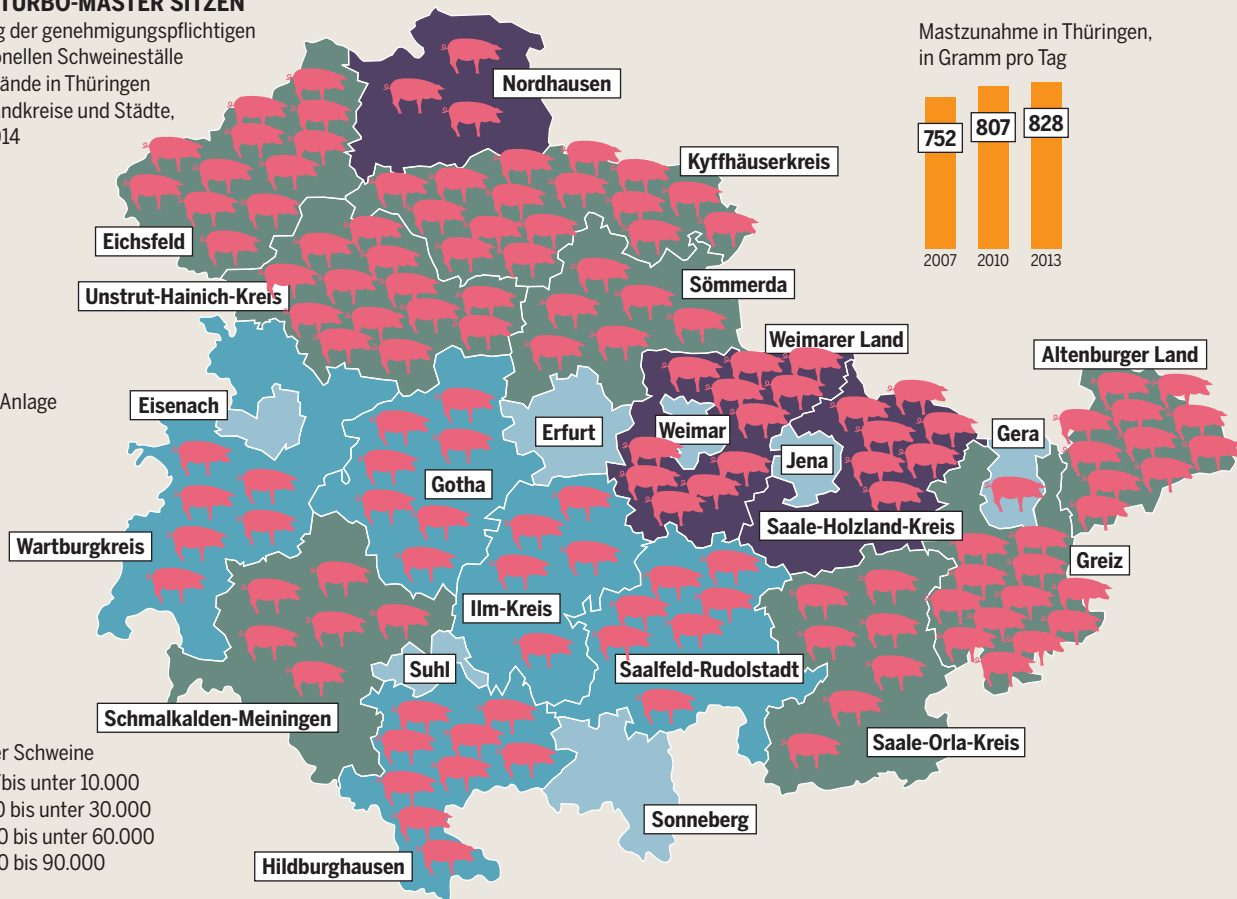 TURBO-MASTER SITZEN
g der genehmigungspflichtigen
onellen Schweineställe
ände in Thüringen
ndkreise und Städte,
014
Mastzunahme in Thüringen,
in Gramm pro Tag
752
807
828
2007
2010
2013
Nordhausen
Kyffhäuserkreis
Eichsfeld
Unstrut-Hainich-Kreis
Sömmerda
Weimarer Land
Altenburger Land
Anlage
Eisenach
Erfurt
Weimar
Gera
Jena
Gotha
Saale-Holzland-Kreis
Wartburgkreis
Greiz
Ilm-Kreis
Suhl
Saalfeld-Rudolstadt
Schmalkalden-Meiningen
Saale-Orla-Kreis
er Schweine
/bis unter 10.000
0 bis unter 30.000
0 bis unter 60.000
0 bis 90.000
Sonneberg
Hildburghausen